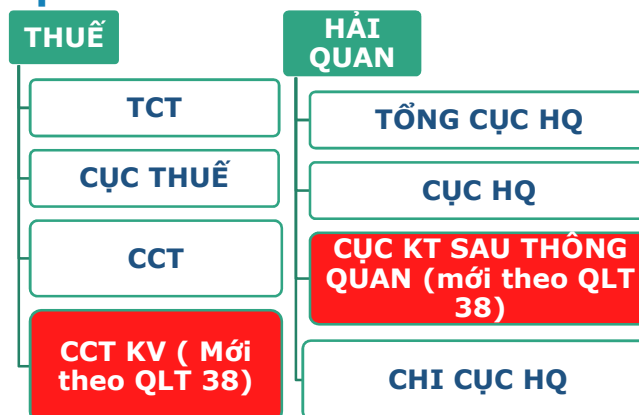 THUẾ
TCT
CỤC THUẾ
CCT
CCT KV ( Mới
theo QLT 38)
HẢI
QUAN
TỔNG CỤC HQ
CỤC HQ
CỤC KT SAU THÔNG
QUAN (mới theo QLT
38)
CHI CỤC HQ